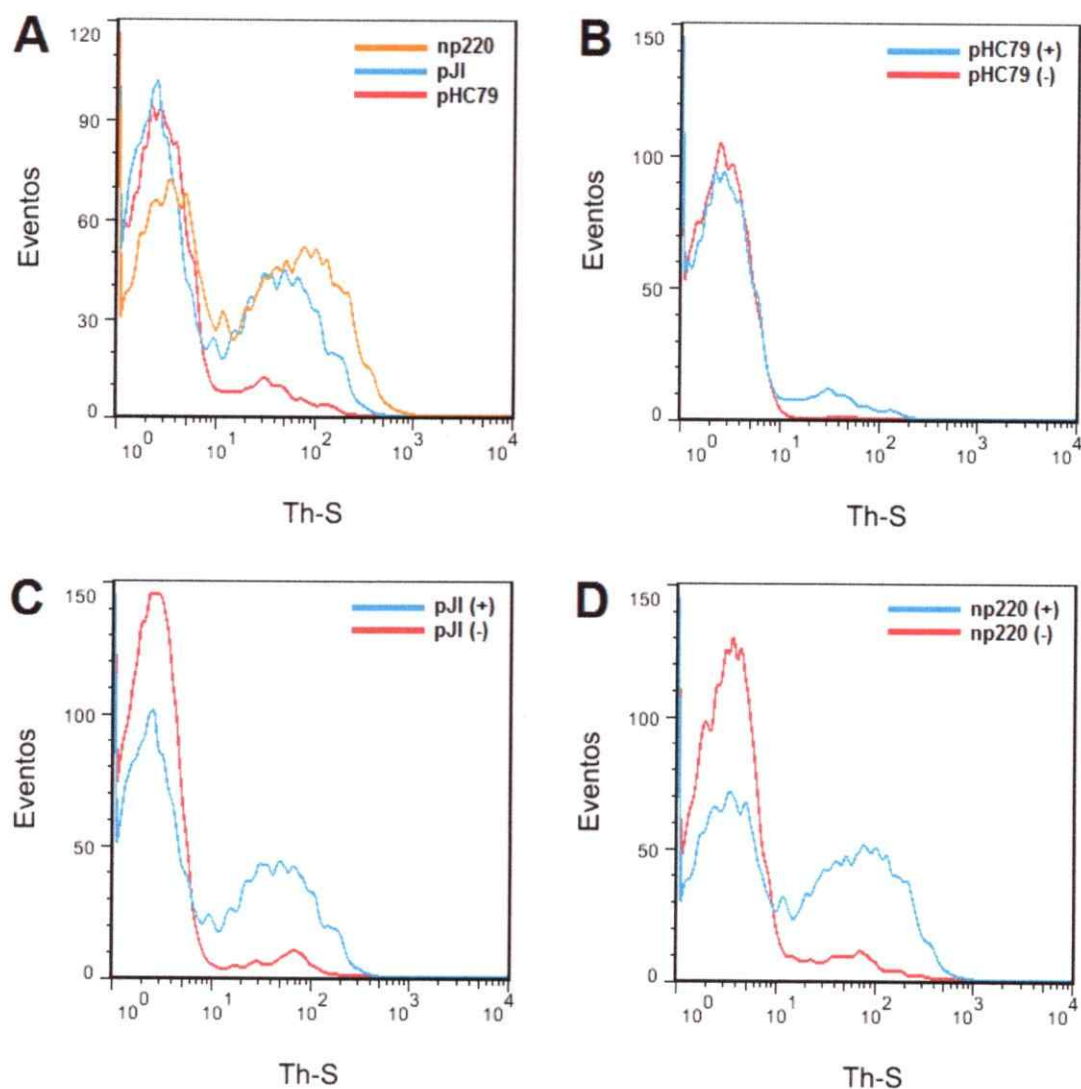 A
np220
pJI
pHC79
120
90
60
30
0
Eventos
10^0 10^1 10^2 10^3 10^4
Th-S
B
pHC79 (+)
pHC79 (-)
150
100
50
0
Eventos
10^0 10^1 10^2 10^3 10^4
Th-S
C
pJI (+)
pJI (-)
150
100
50
0
Eventos
10^0 10^1 10^2 10^3 10^4
Th-S
D
np220 (+)
np220 (-)
150
100
50
0
Eventos
10^0 10^1 10^2 10^3 10^4
Th-S